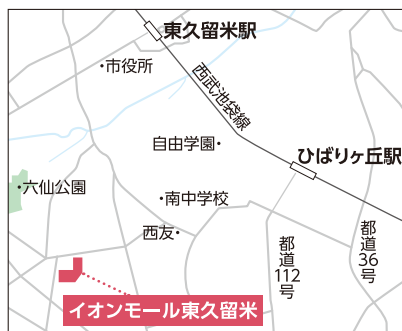 東久留米駅
・市役所
西武池袋線
自由学園・
ひばりヶ丘駅
・六仙公園
・南中学校
西友・
都道112号
都道36号
イオンモール東久留米